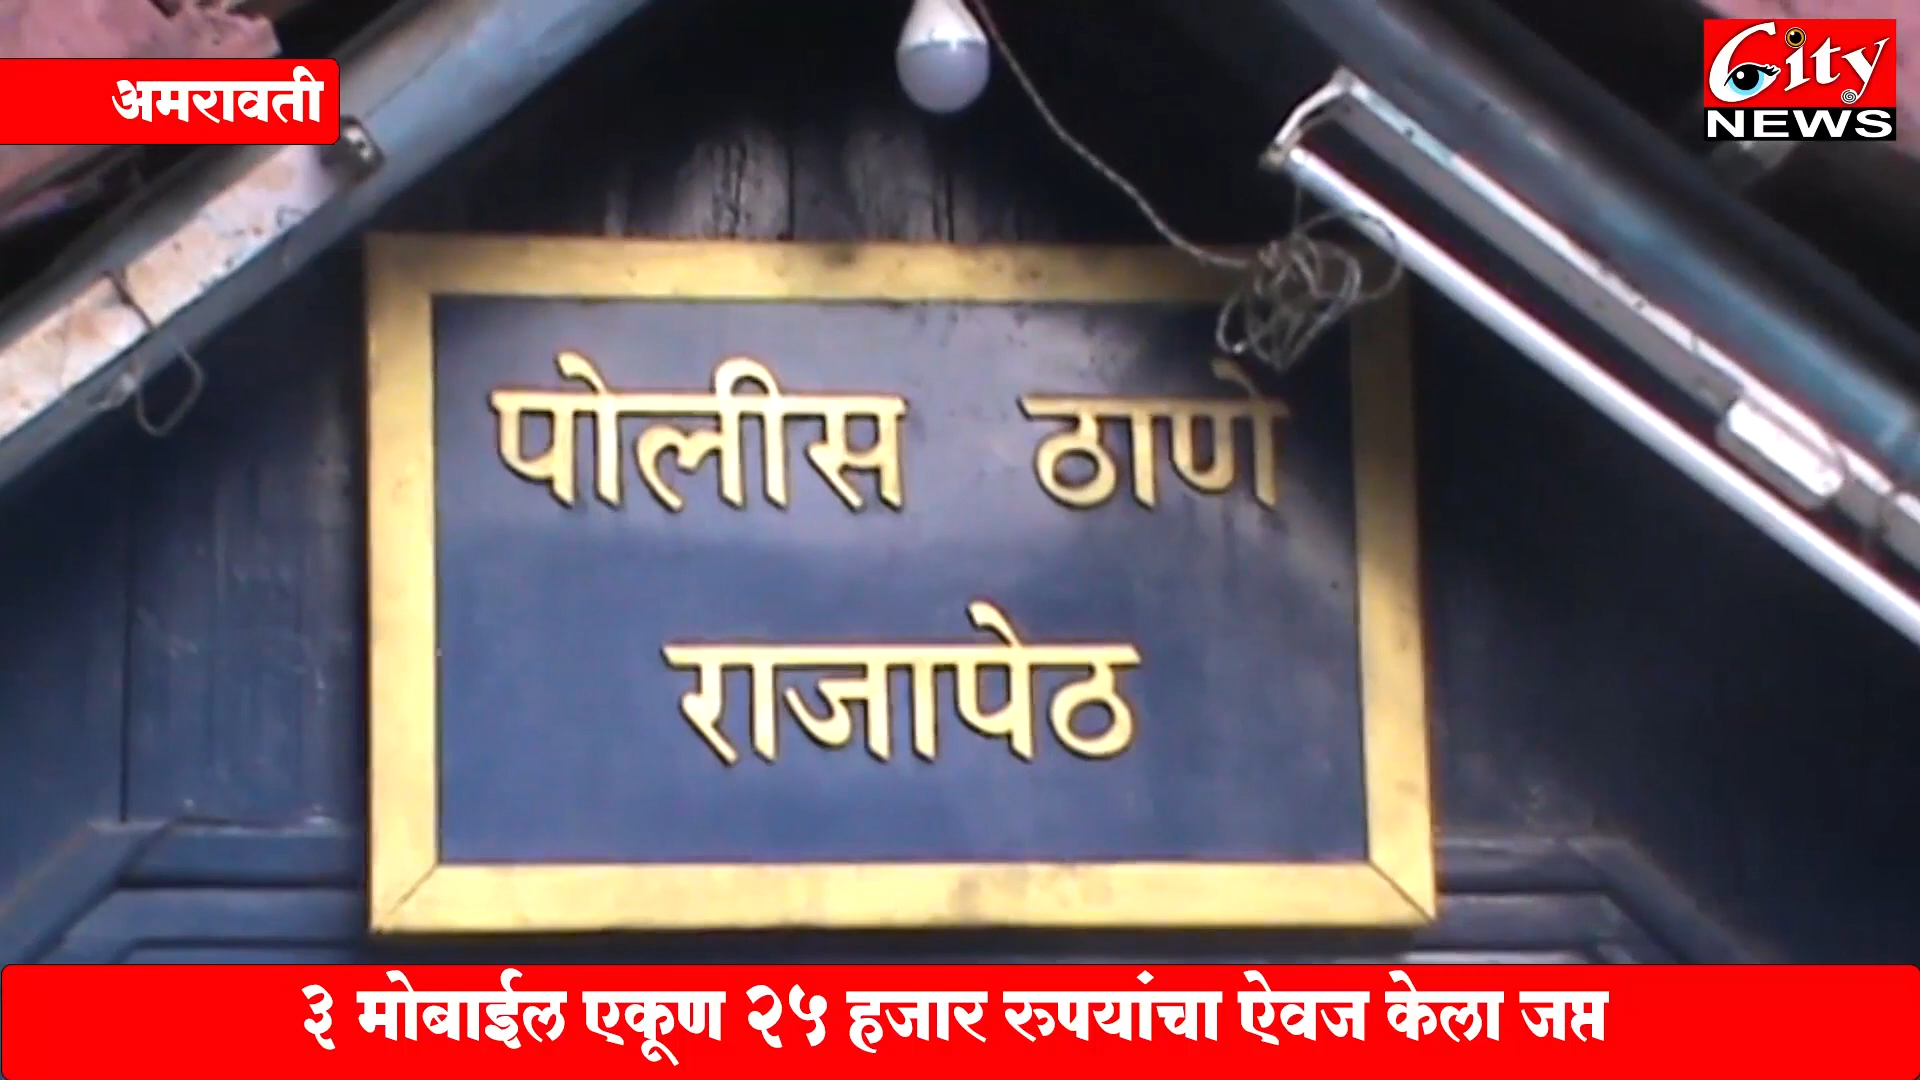 अमरावती
City
NEWS
पोलीस ठाणे
राजापेठ
३ मोबाईल एकूण २५ हजार रुपयांचा ऐवज केला जप्त